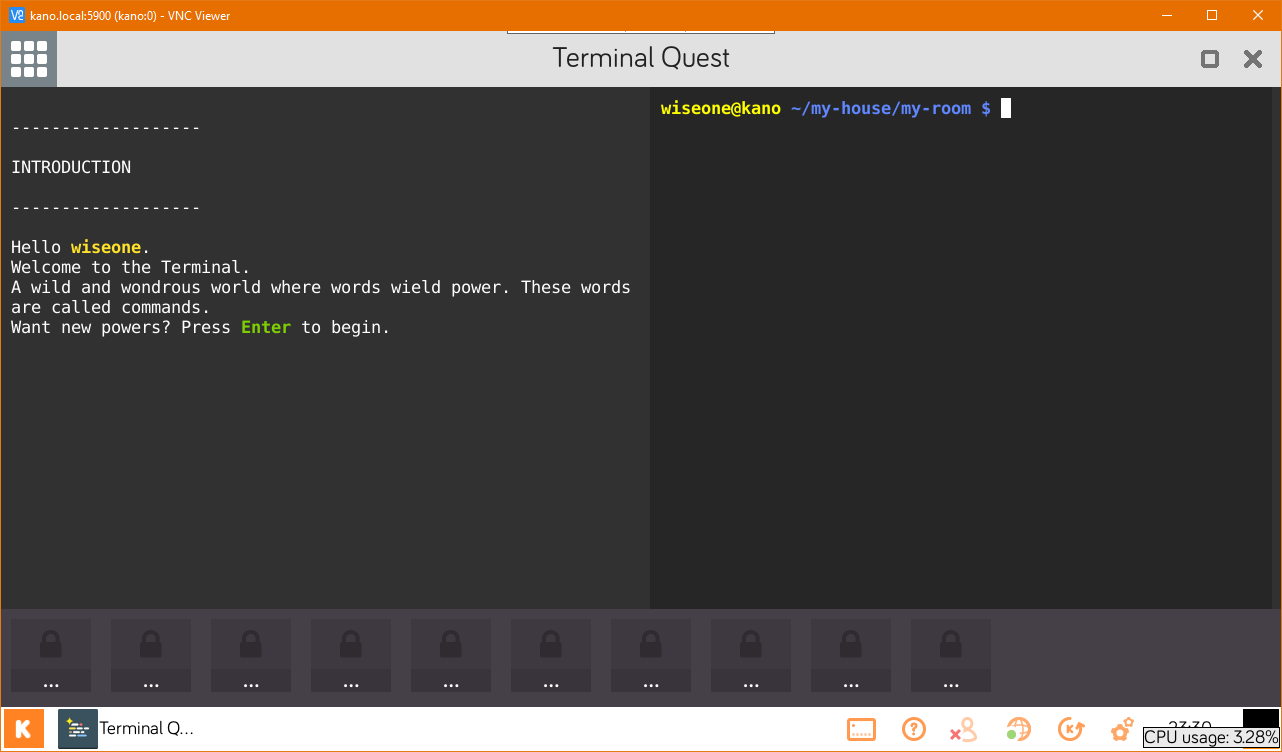 kano.local:5900 (kano:0) - VNC Viewer
Terminal Quest
-------------------
INTRODUCTION
-------------------
Hello wiseone.
Welcome to the Terminal.
A wild and wondrous world where words wield power. These words
are called commands.
Want new powers? Press Enter to begin.
wiseone@kano ~/my-house/my-room $
... ... ... ... ... ... ... ... ... ...
Terminal Q...
23:30
CPU usage: 3.28%